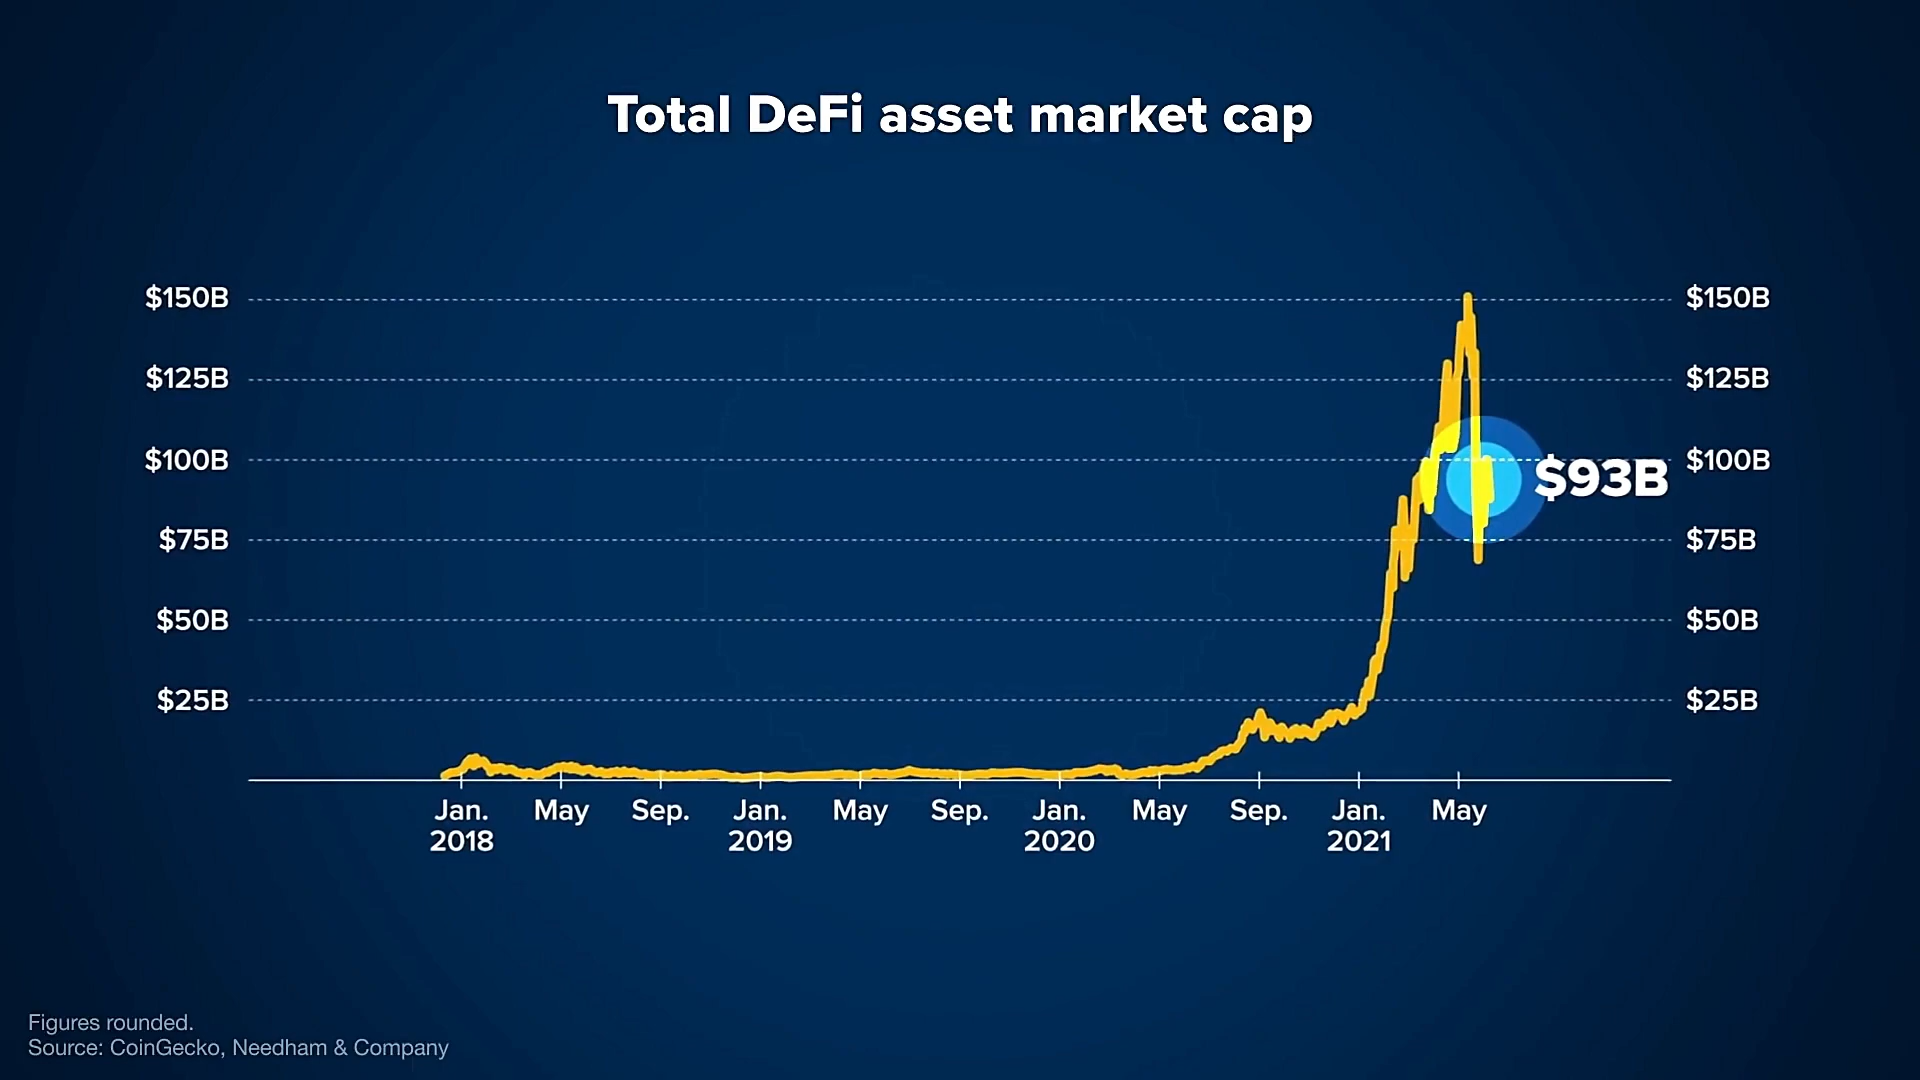 Total DeFi asset market cap
$150B $150B
$125B $125B
$100B $100B
$93B
$75B $75B
$50B $50B
$25B $25B
Jan. May Sep. Jan. May Sep. Jan. May Sep. Jan. May
2018 2019 2020 2021
Figures rounded.
Source: CoinGecko, Needham & Company